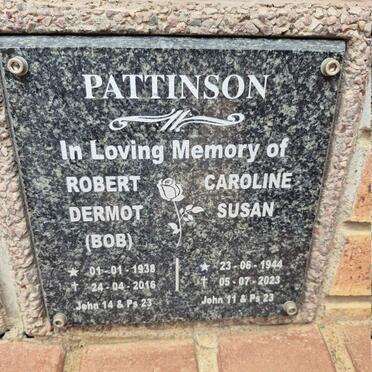 PATTINSON
In Loving Memory of
ROBERT CAROLINE
DERMOT SUSAN
(BOB)
★ 01-01-1938 ★ 23-06-1944
✝ 24-04-2016 ✝ 05-07-2023
John 14 & Ps 23 John 11 & Ps 23